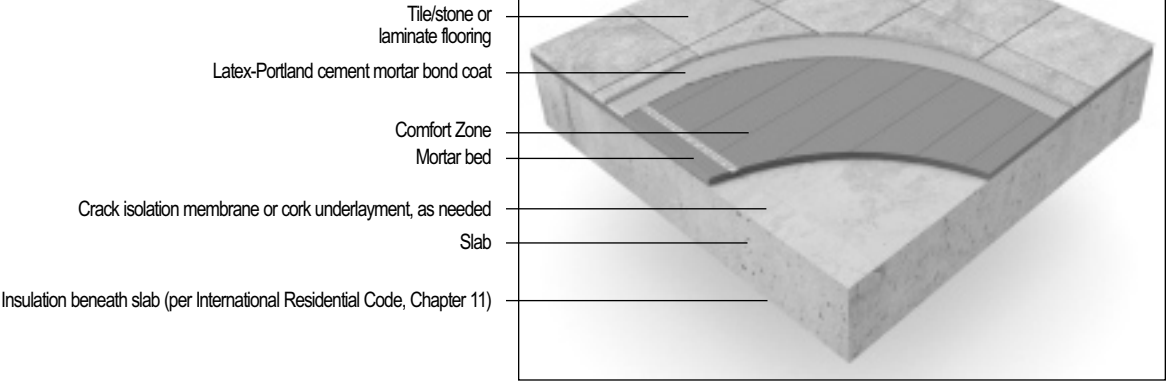 Tile/stone or
laminate flooring
Latex-Portland cement mortar bond coat
Comfort Zone
Mortar bed
Crack isolation membrane or cork underlayment, as needed
Slab
Insulation beneath slab (per International Residential Code, Chapter 11)